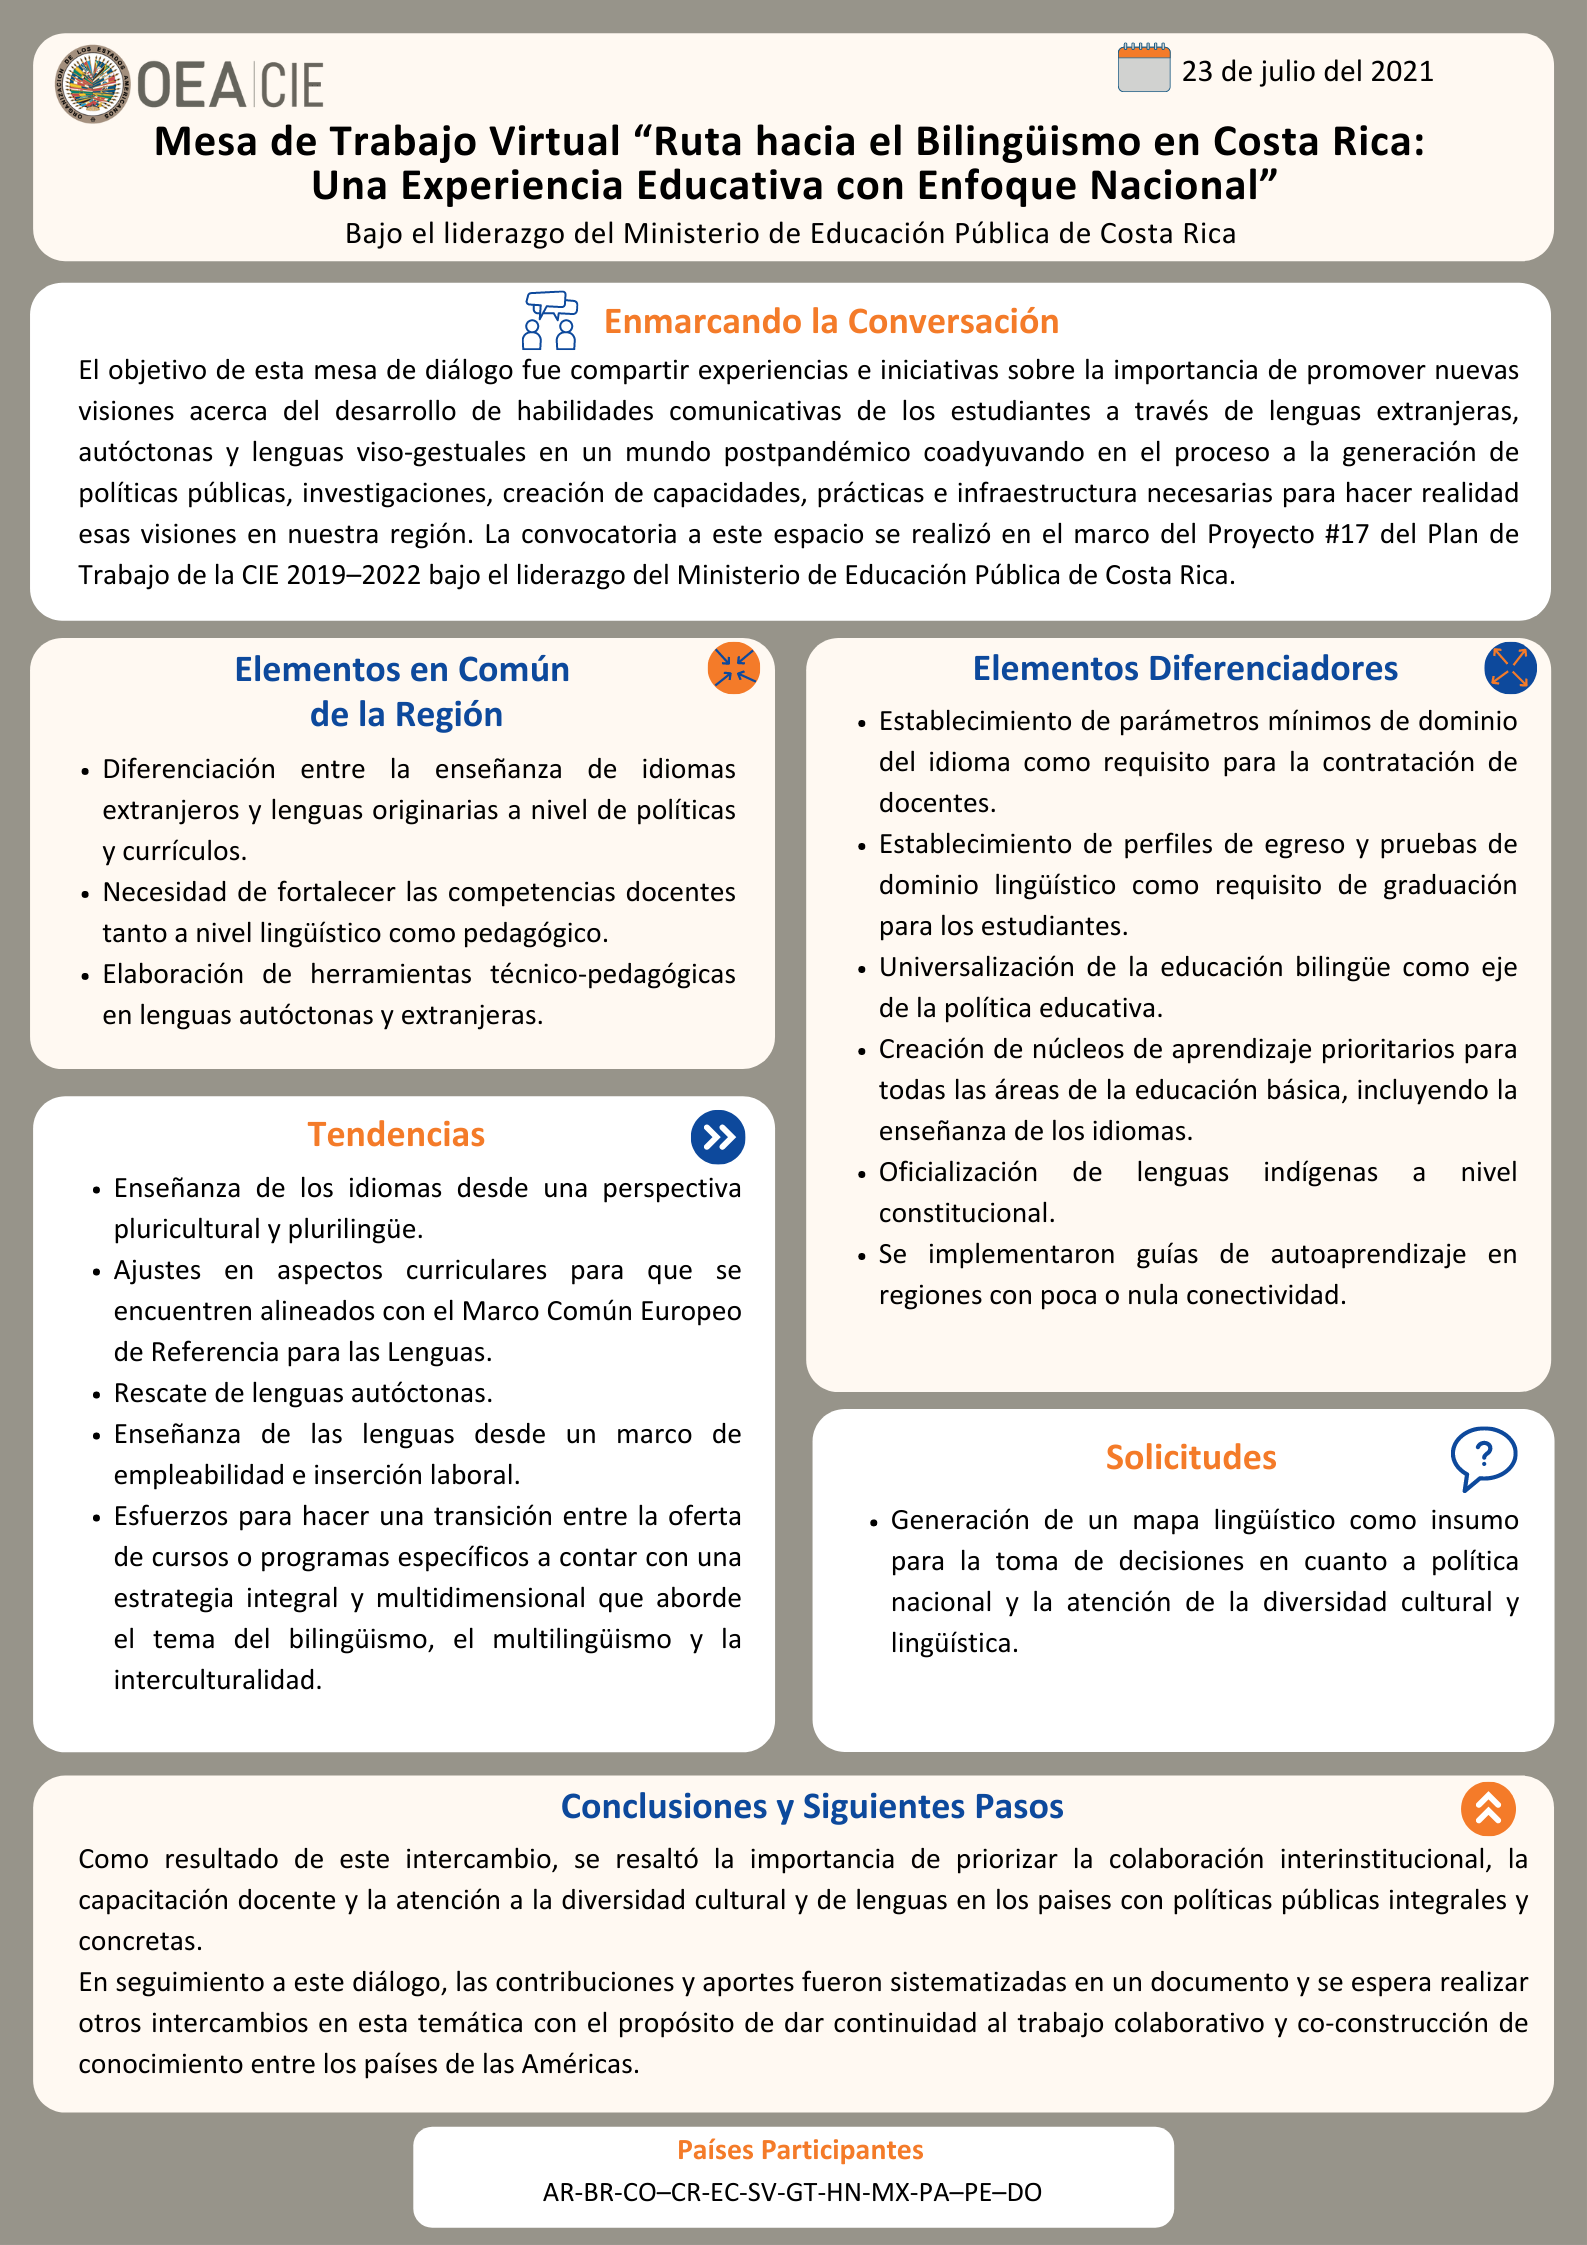 ORGANIZACION DE LOS ESTADOS AMERICANOS
OEA CIE
23 de julio del 2021
Mesa de Trabajo Virtual “Ruta hacia el Bilingüismo en Costa Rica:
Una Experiencia Educativa con Enfoque Nacional”
Bajo el liderazgo del Ministerio de Educación Pública de Costa Rica
Enmarcando la Conversación
El objetivo de esta mesa de diálogo fue compartir experiencias e iniciativas sobre la importancia de promover nuevas
visiones acerca del desarrollo de habilidades comunicativas de los estudiantes a través de lenguas extranjeras,
autóctonas y lenguas viso-gestuales en un mundo postpandémico coadyuvando en el proceso a la generación de
políticas públicas, investigaciones, creación de capacidades, prácticas e infraestructura necesarias para hacer realidad
esas visiones en nuestra región. La convocatoria a este espacio se realizó en el marco del Proyecto #17 del Plan de
Trabajo de la CIE 2019–2022 bajo el liderazgo del Ministerio de Educación Pública de Costa Rica.
Elementos en Común
de la Región
• Diferenciación entre la enseñanza de idiomas
extranjeros y lenguas originarias a nivel de políticas
y currículos.
• Necesidad de fortalecer las competencias docentes
tanto a nivel lingüístico como pedagógico.
• Elaboración de herramientas técnico-pedagógicas
en lenguas autóctonas y extranjeras.
Tendencias
• Enseñanza de los idiomas desde una perspectiva
pluricultural y plurilingüe.
• Ajustes en aspectos curriculares para que se
encuentren alineados con el Marco Común Europeo
de Referencia para las Lenguas.
• Rescate de lenguas autóctonas.
• Enseñanza de las lenguas desde un marco de
empleabilidad e inserción laboral.
• Esfuerzos para hacer una transición entre la oferta
de cursos o programas específicos a contar con una
estrategia integral y multidimensional que aborde
el tema del bilingüismo, el multilingüismo y la
interculturalidad.
Elementos Diferenciadores
• Establecimiento de parámetros mínimos de dominio
del idioma como requisito para la contratación de
docentes.
• Establecimiento de perfiles de egreso y pruebas de
dominio lingüístico como requisito de graduación
para los estudiantes.
• Universalización de la educación bilingüe como eje
de la política educativa.
• Creación de núcleos de aprendizaje prioritarios para
todas las áreas de la educación básica, incluyendo la
enseñanza de los idiomas.
• Oficialización de lenguas indígenas a nivel
constitucional.
• Se implementaron guías de autoaprendizaje en
regiones con poca o nula conectividad.
Solicitudes
?
• Generación de un mapa lingüístico como insumo
para la toma de decisiones en cuanto a política
nacional y la atención de la diversidad cultural y
lingüística.
Conclusiones y Siguientes Pasos
Como resultado de este intercambio, se resaltó la importancia de priorizar la colaboración interinstitucional, la
capacitación docente y la atención a la diversidad cultural y de lenguas en los paises con políticas públicas integrales y
concretas.
En seguimiento a este diálogo, las contribuciones y aportes fueron sistematizadas en un documento y se espera realizar
otros intercambios en esta temática con el propósito de dar continuidad al trabajo colaborativo y co-construcción de
conocimiento entre los países de las Américas.
Países Participantes
AR-BR-CO–CR-EC-SV-GT-HN-MX-PA–PE–DO